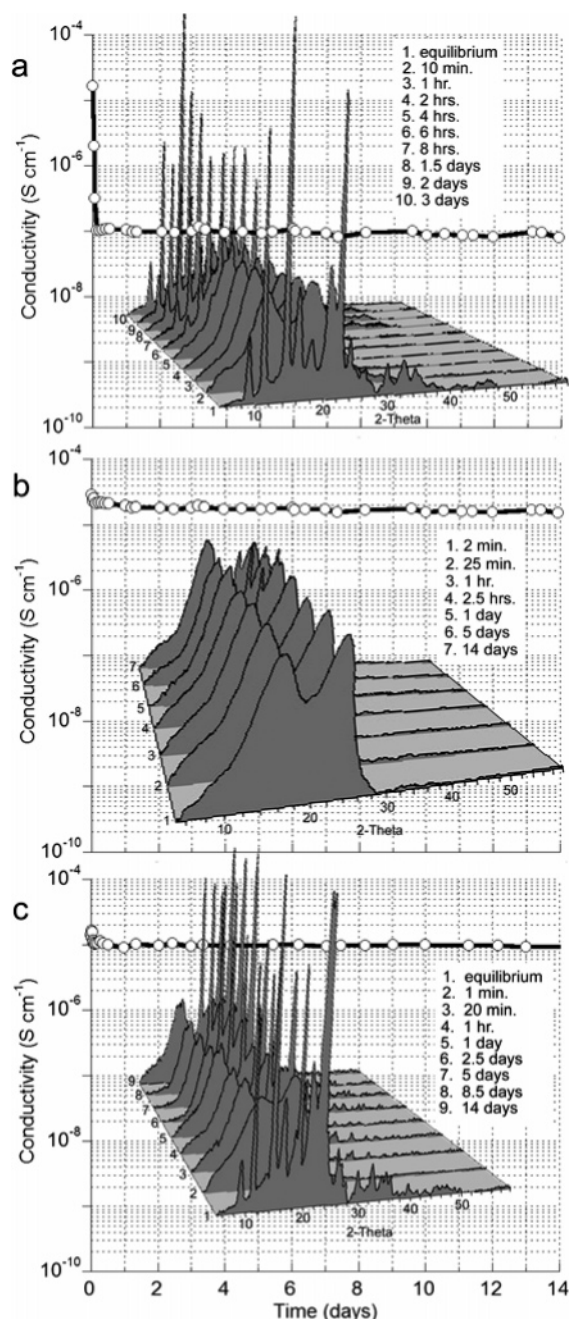 a
10⁻⁴
10⁻⁶
10⁻⁸
10⁻¹⁰
Conductivity (S cm⁻¹)
1. equilibrium
2. 10 min.
3. 1 hr.
4. 2 hrs.
5. 4 hrs.
6. 6 hrs.
7. 8 hrs.
8. 1.5 days
9. 2 days
10. 3 days
10
9
8
7
6
5
4
3
2
1
10 20 30 40 50
2-Theta
b
10⁻⁴
10⁻⁶
10⁻⁸
10⁻¹⁰
Conductivity (S cm⁻¹)
1. 2 min.
2. 25 min.
3. 1 hr.
4. 2.5 hrs.
5. 1 day
6. 5 days
7. 14 days
7
6
5
4
3
2
1
10 20 30 40 50
2-Theta
c
10⁻⁴
10⁻⁶
10⁻⁸
10⁻¹⁰
Conductivity (S cm⁻¹)
1. equilibrium
2. 1 min.
3. 20 min.
4. 1 hr.
5. 1 day
6. 2.5 days
7. 5 days
8. 8.5 days
9. 14 days
9
8
7
6
5
4
3
2
1
10 20 30 40 50
2-Theta
0 2 4 6 8 10 12 14
Time (days)